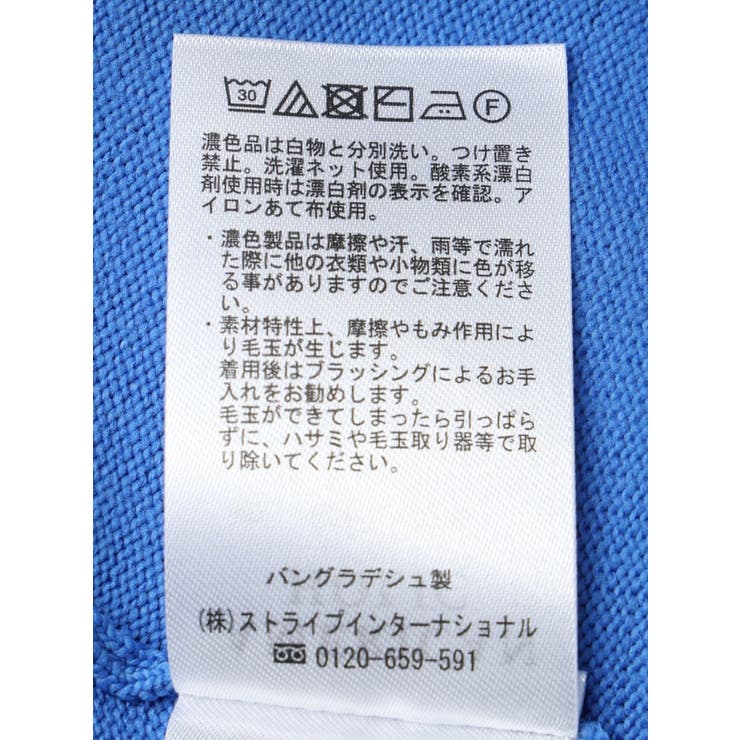 30 F
濃色品は白物と分別洗い。つけ置き
禁止。洗濯ネット使用。酸素系漂白
剤使用時は漂白剤の表示を確認。ア
イロンあて布使用。
・濃色製品は摩擦や汗、雨等で濡れ
た際に他の衣類や小物類に色が移
る事がありますのでご注意くださ
い。
・素材特性上、摩擦やもみ作用によ
り毛玉が生じます。
着用後はブラッシングによるお手
入れをお勧めします。
毛玉ができてしまったら引っぱら
ずに、ハサミや毛玉取り器等で取
り除いてください。
バングラデシュ製
(株)ストライプインターナショナル
0120-659-591